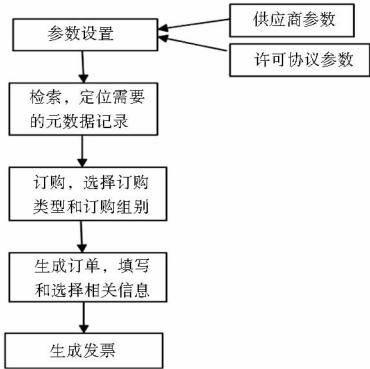 参数设置
供应商参数
许可协议参数
检索，定位需要
的元数据记录
订购，选择订购
类型和订购组别
生成订单，填写
和选择相关信息
生成发票